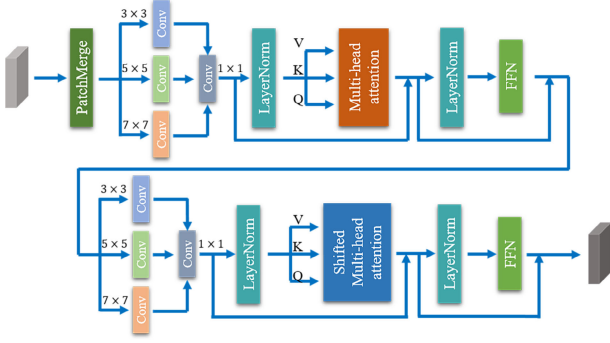 PatchMerge
3 × 3
Conv
5 × 5
Conv
7 × 7
Conv
Conv
1 × 1
LayerNorm
V
K
Q
Multi-head
attention
LayerNorm
FFN
3 × 3
Conv
5 × 5
Conv
7 × 7
Conv
Conv
1 × 1
LayerNorm
V
K
Q
Shifted
Multi-head
attention
LayerNorm
FFN